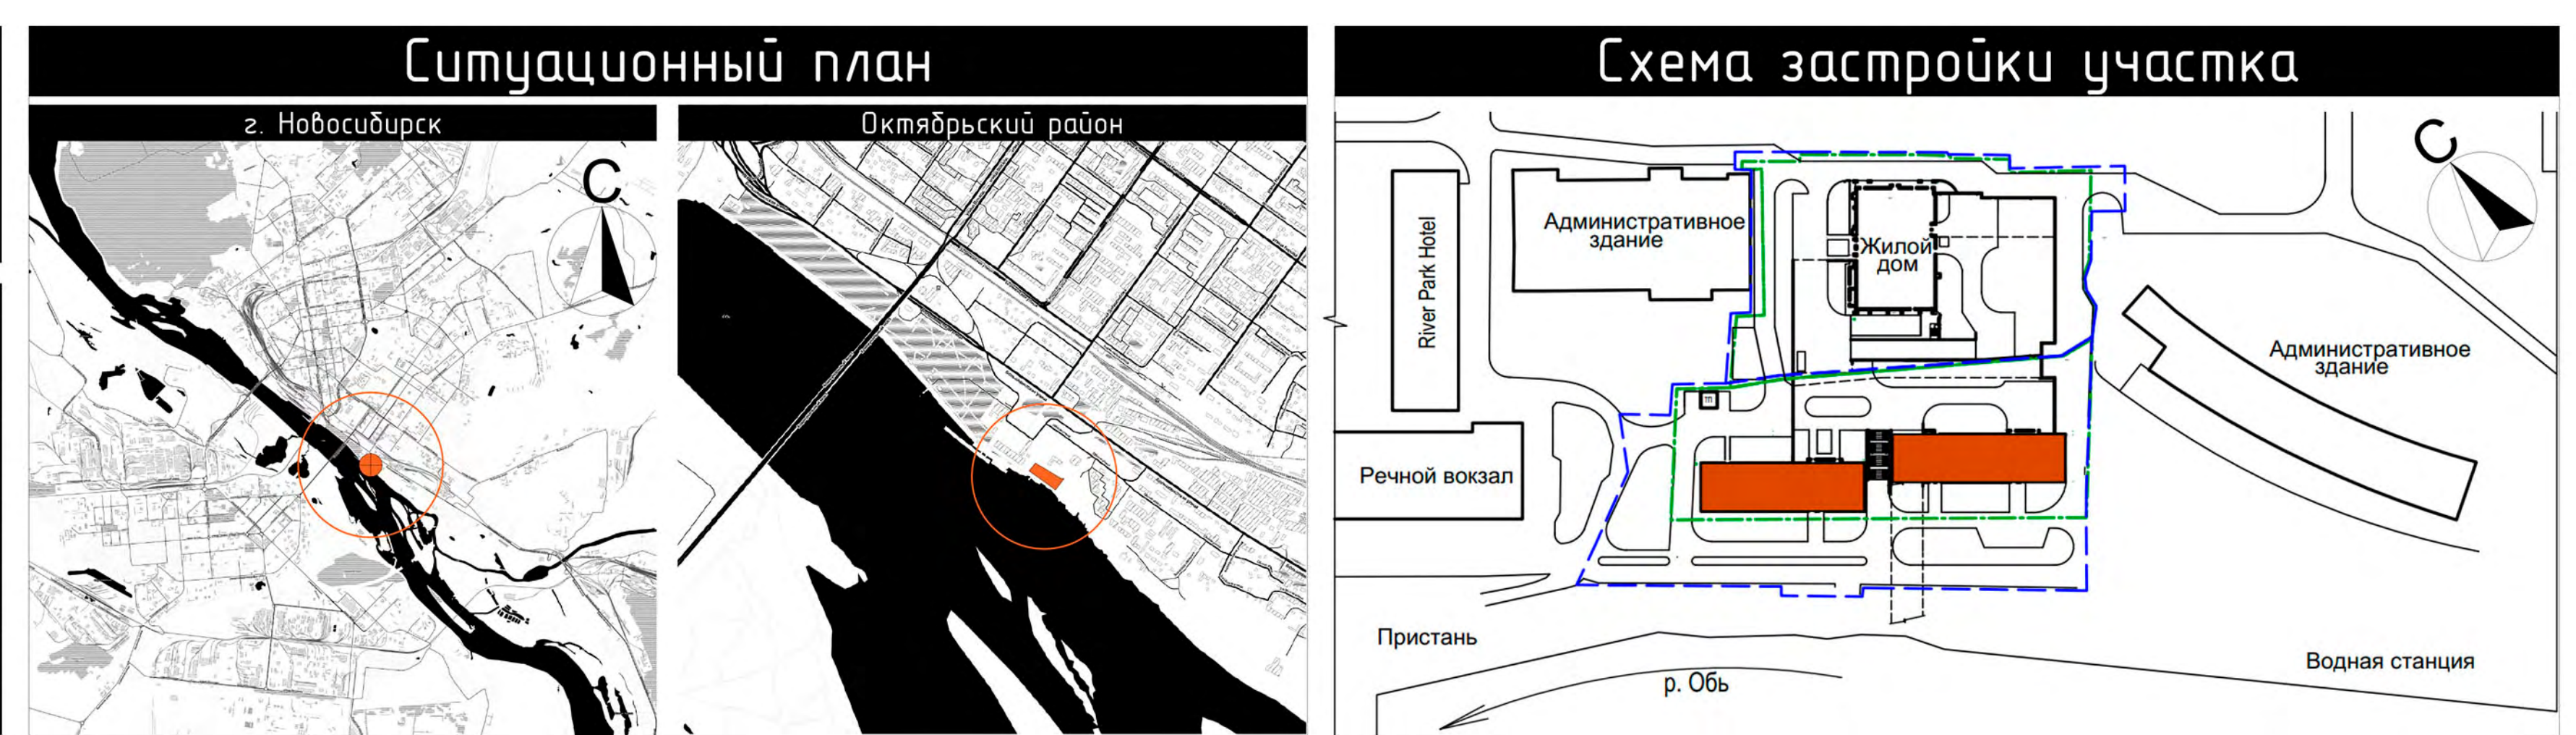 Ситуационный план
г. Новосибирск
С
Октябрьский район
Схема застройки участка
С
River Park Hotel
Административное
здание
Жилой
дом
Административное
здание
ТП
Речной вокзал
Пристань
р. Обь
Водная станция